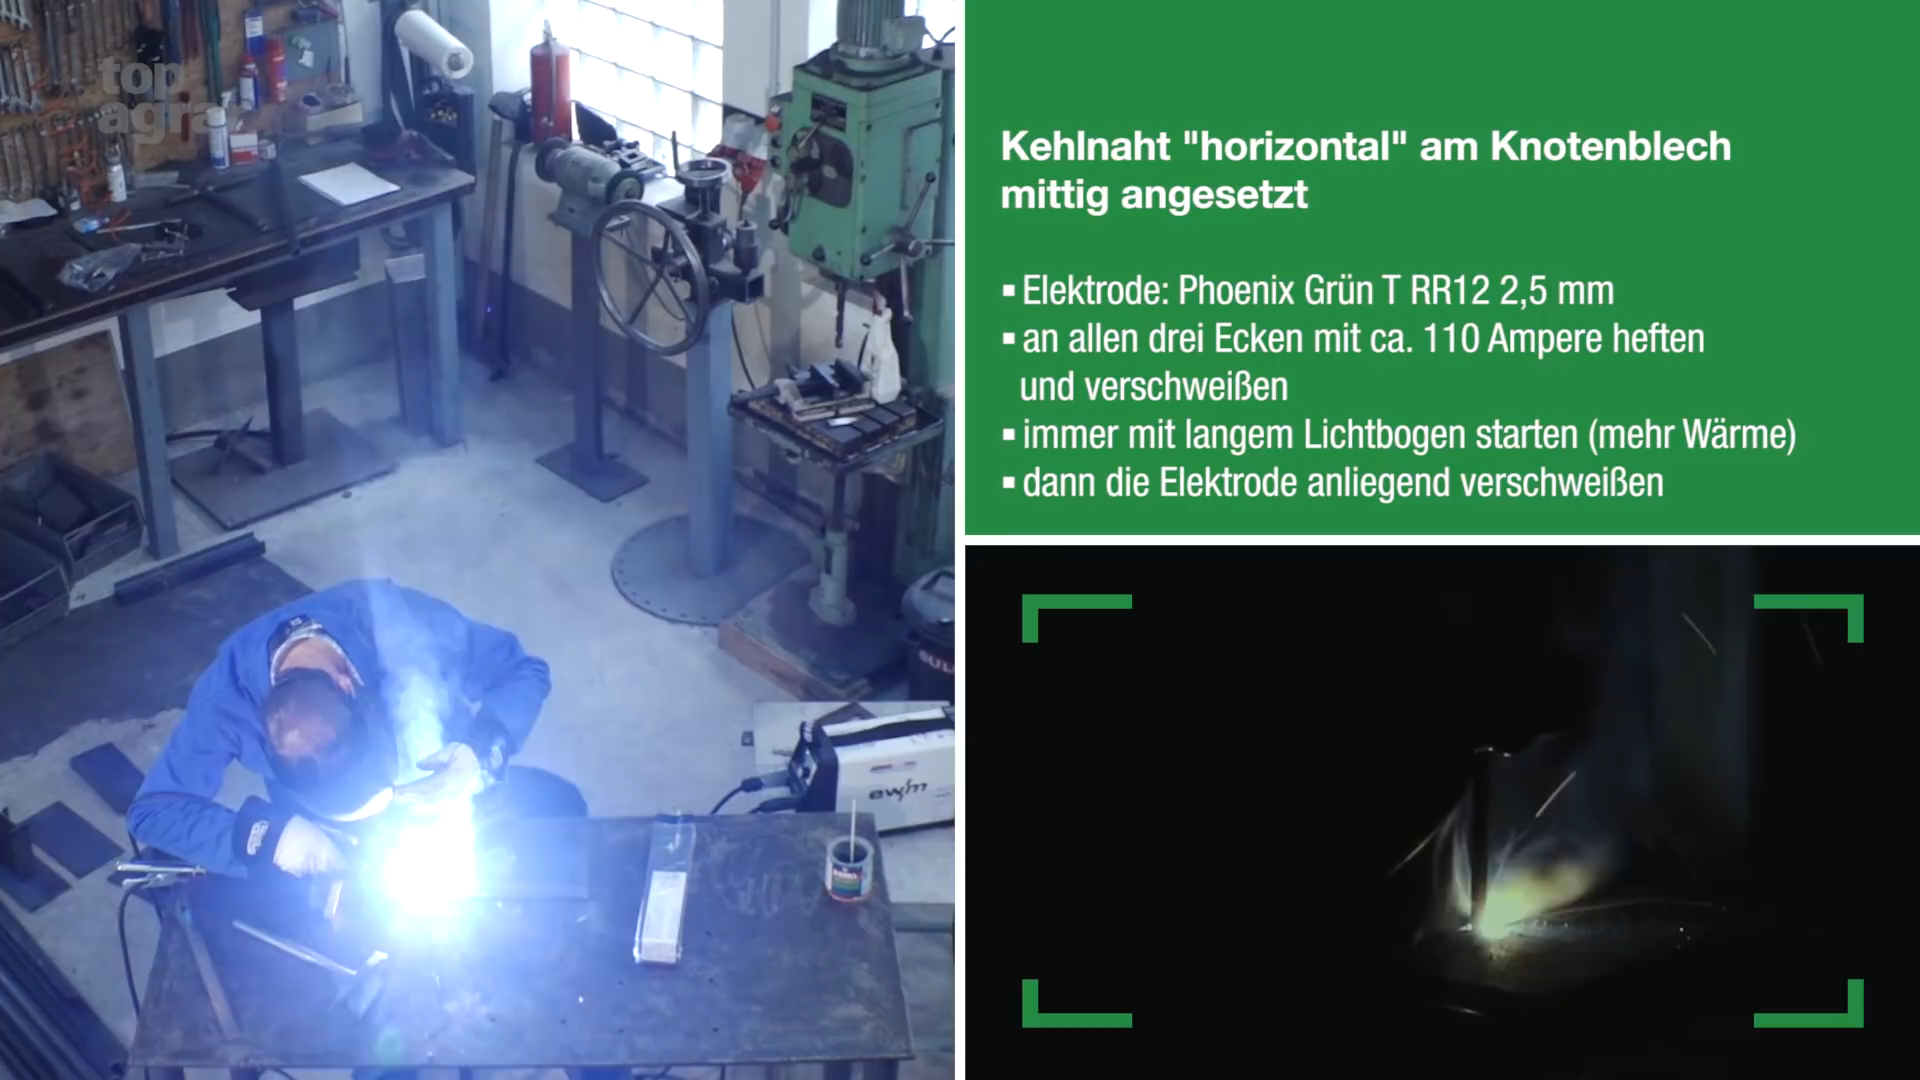 top
agrar
Kehlnaht "horizontal" am Knotenblech
mittig angesetzt
▪ Elektrode: Phoenix Grün T RR12 2,5 mm
▪ an allen drei Ecken mit ca. 110 Ampere heften
und verschweißen
▪ immer mit langem Lichtbogen starten (mehr Wärme)
▪ dann die Elektrode anliegend verschweißen
ewm